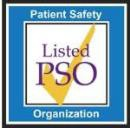 Patient Safety
Listed
PSO
Organization